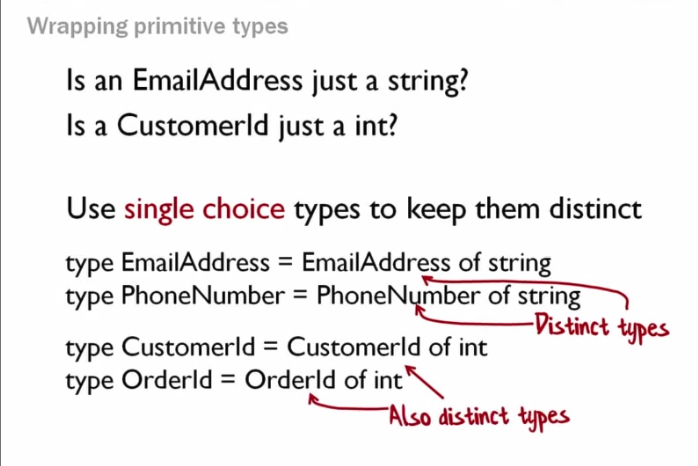 Wrapping primitive types
Is an EmailAddress just a string?
Is a CustomerId just a int?
Use single choice types to keep them distinct
type EmailAddress = EmailAddress of string
type PhoneNumber = PhoneNumber of string
Distinct types
type CustomerId = CustomerId of int
type OrderId = OrderId of int
Also distinct types